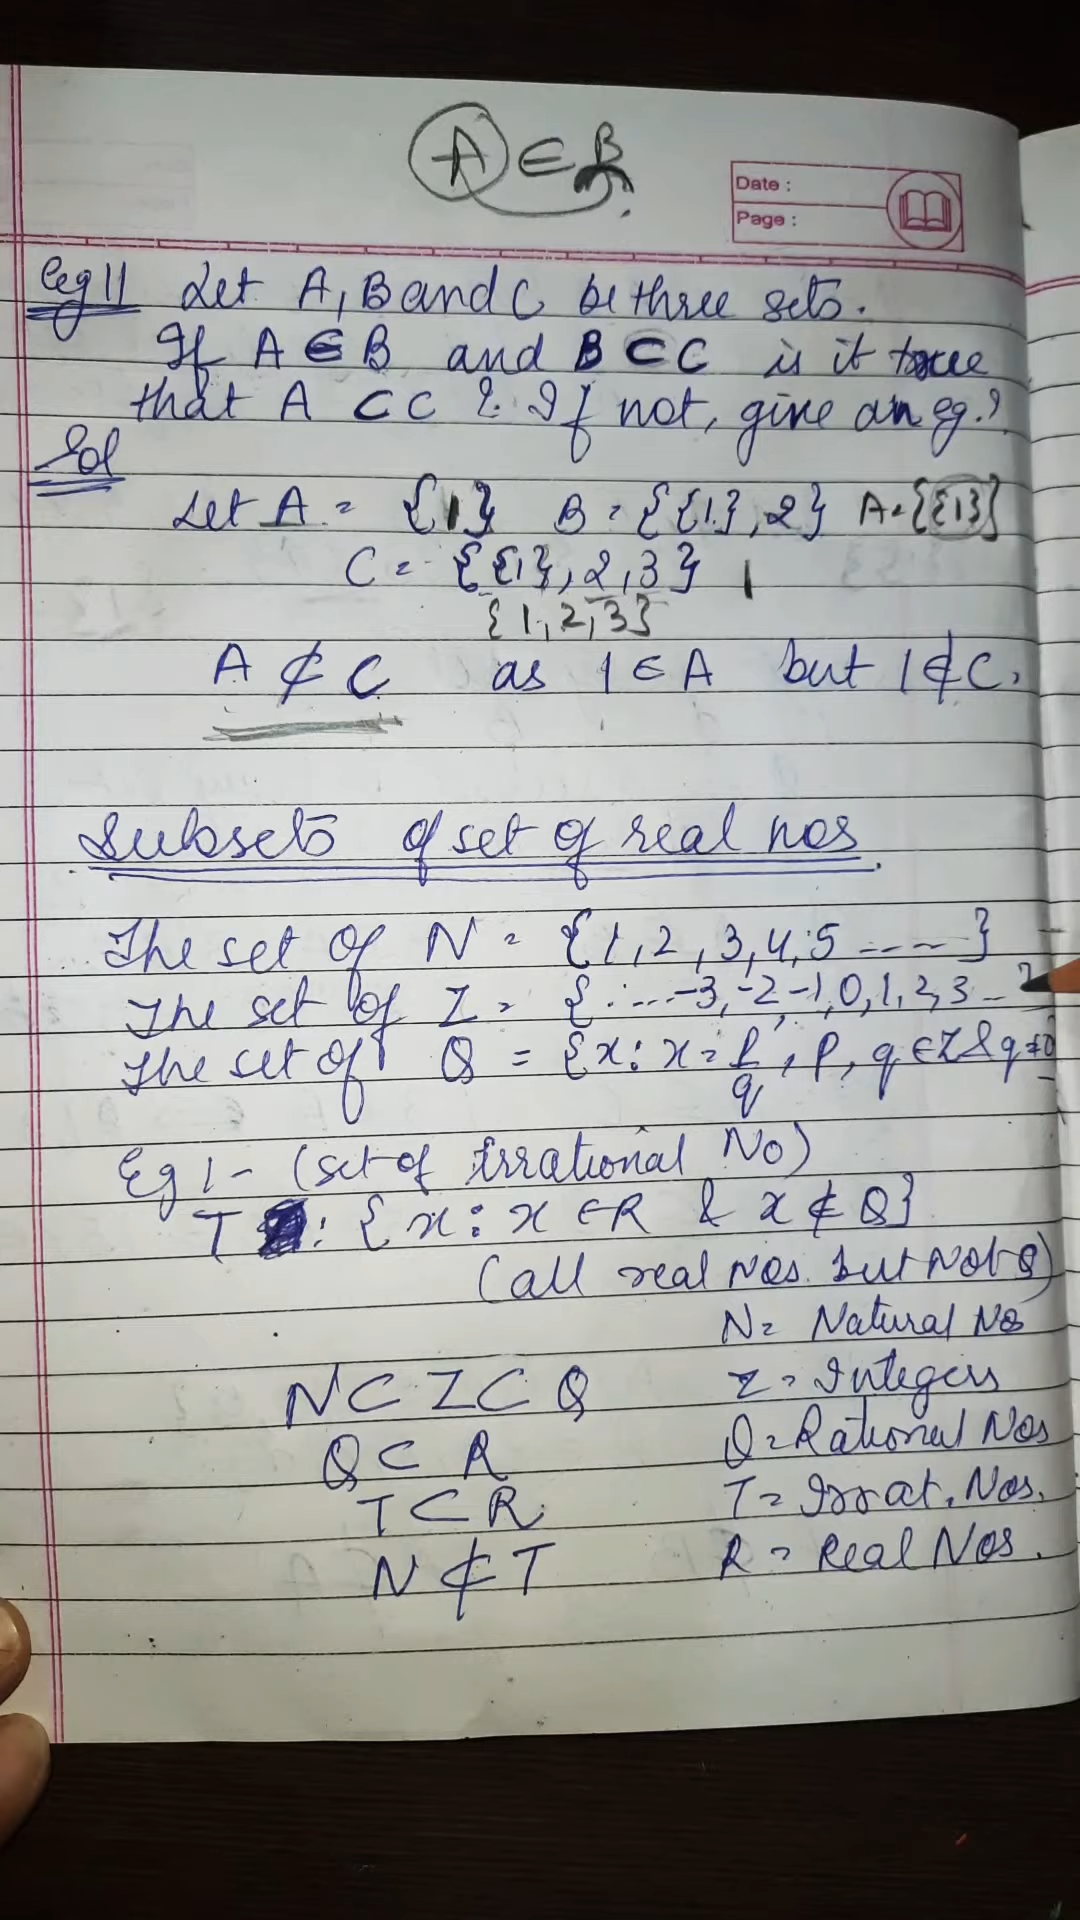 A ∈ B
Date :
Page :
Eg 11 Let A, B and C be three sets.
If A ∈ B and B ⊂ C is it true
that A ⊂ C ? If not, give an eg.?
Sol
Let A = {1} B = {{1}, 2} A = {{1}}
C = {{1}, 2, 3} 1
{1, 2, 3}
A ⊄ C as 1 ∈ A but 1 ∉ C.
Subsets of set of real nos.
The set of N = {1, 2, 3, 4, 5 ----- }
The set of Z = {.....-3, -2, -1, 0, 1, 2, 3 -- }
The set of Q = {x : x = p/q, p, q ∈ Z & q ≠ 0
Eg 1 - (set of Irrational No)
T : { x : x ∈ R & x ∉ Q}
(all real Nos. but Not Q)
N = Natural Nos
N ⊂ Z ⊂ Q Z = Integers
Q ⊂ R Q = Rational Nos
T ⊂ R. T = Irrat. Nos.
N ⊄ T R = Real Nos.